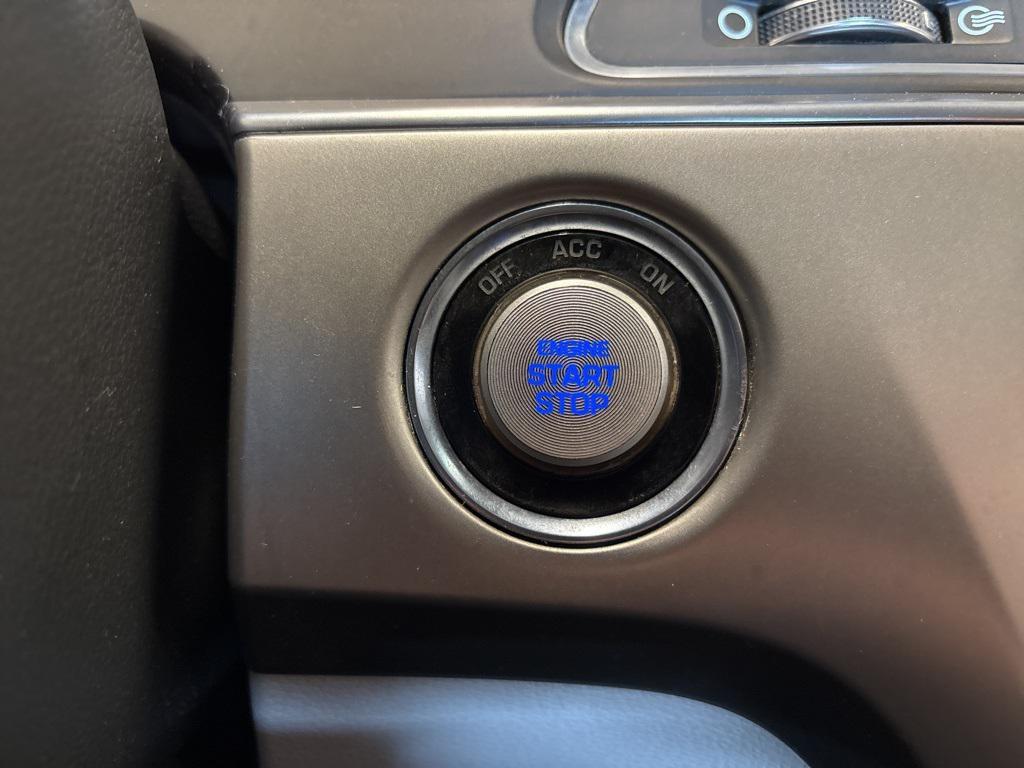 OFF ACC ON
ENGINE
START
STOP